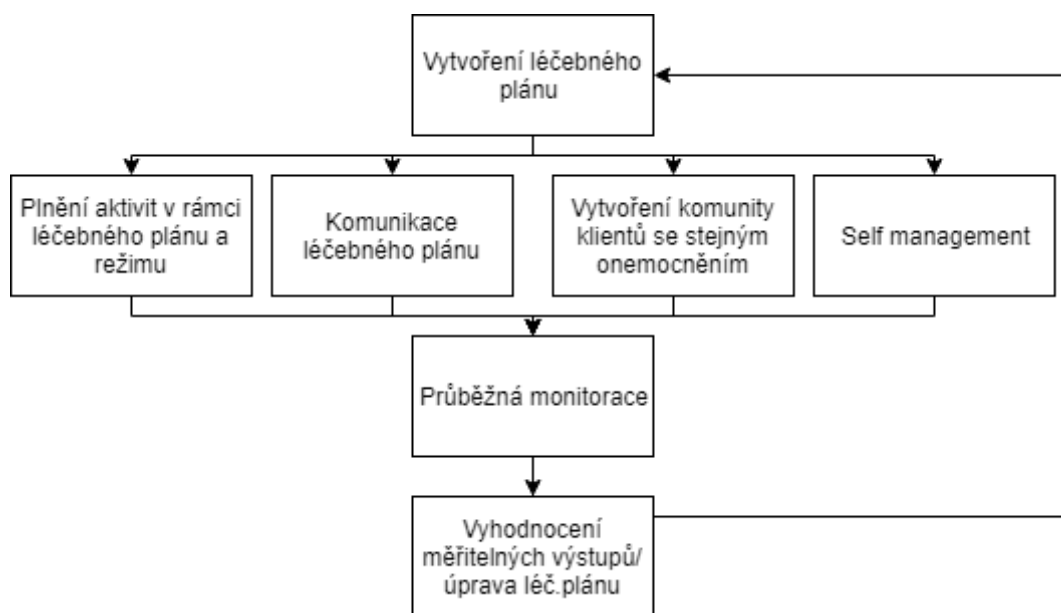 Vytvoření léčebného
plánu
Plnění aktivit v rámci
léčebného plánu a
režimu
Komunikace
léčebného plánu
Vytvoření komunity
klientů se stejným
onemocněním
Self management
Průběžná monitorace
Vyhodnocení
měřitelných výstupů/
úprava léč.plánu